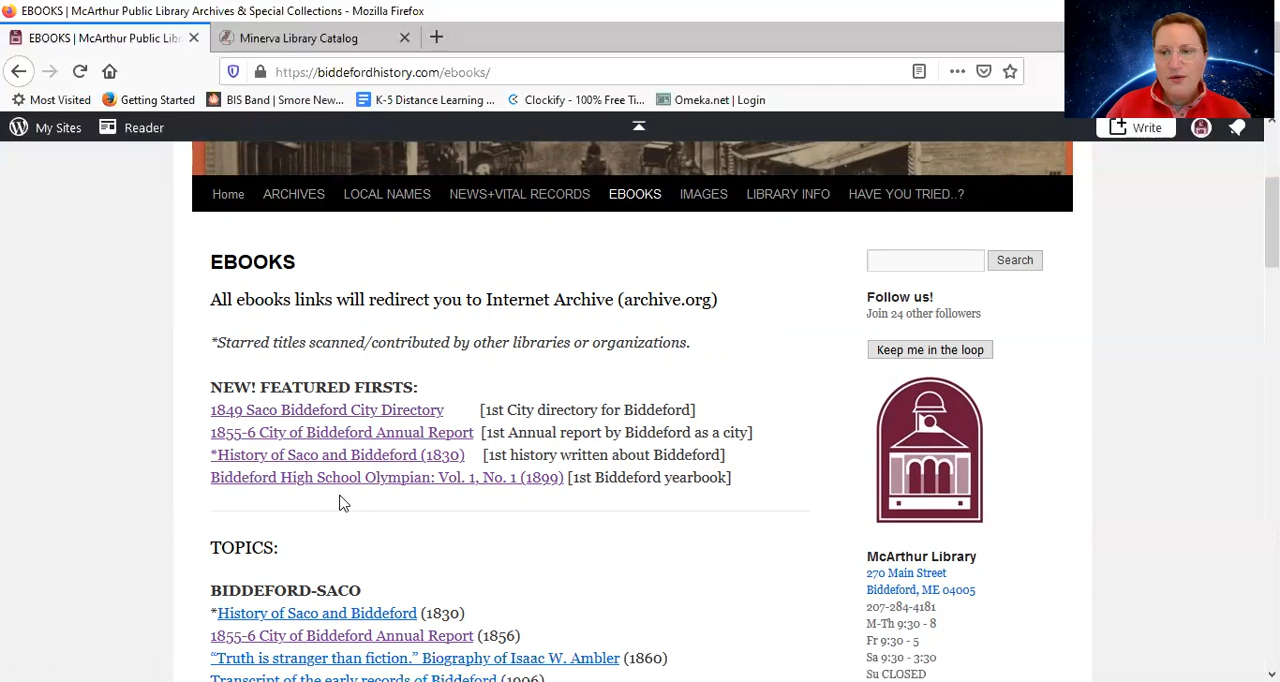 EBOOKS | McArthur Public Library Archives & Special Collections - Mozilla Firefox
EBOOKS | McArthur Public Libr
Minerva Library Catalog
https://biddefordhistory.com/ebooks/
Most Visited Getting Started BIS Band | Smore New... K-5 Distance Learning ... Clockify - 100% Free Ti... Omeka.net | Login
My Sites Reader Write
Home ARCHIVES LOCAL NAMES NEWS+VITAL RECORDS EBOOKS IMAGES LIBRARY INFO HAVE YOU TRIED..?
EBOOKS
All ebooks links will redirect you to Internet Archive (archive.org)
*Starred titles scanned/contributed by other libraries or organizations.
NEW! FEATURED FIRSTS:
1849 Saco Biddeford City Directory [1st City directory for Biddeford]
1855-6 City of Biddeford Annual Report [1st Annual report by Biddeford as a city]
*History of Saco and Biddeford (1830) [1st history written about Biddeford]
Biddeford High School Olympian: Vol. 1, No. 1 (1899) [1st Biddeford yearbook]
TOPICS:
BIDDEFORD-SACO
*History of Saco and Biddeford (1830)
1855-6 City of Biddeford Annual Report (1856)
"Truth is stranger than fiction." Biography of Isaac W. Ambler (1860)
Transcript of the early records of Biddeford (1906)
Search
Follow us!
Join 24 other followers
Keep me in the loop
McArthur Library
270 Main Street
Biddeford, ME 04005
207-284-4181
M-Th 9:30 - 8
Fr 9:30 - 5
Sa 9:30 - 3:30
Su CLOSED